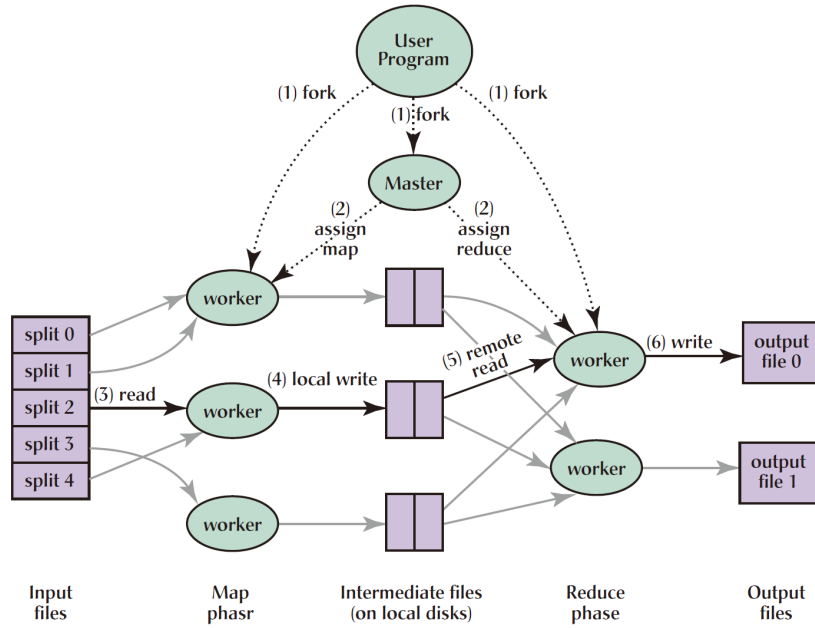 User
Program
(1) fork
(1) fork
(1) fork
Master
(2)
assign
map
(2)
assign
reduce
worker
split 0
split 1
split 2
split 3
split 4
(3) read
worker
(4) local write
(5) remote
read
worker
(6) write
output
file 0
worker
output
file 1
worker
Input
files
Map
phasr
Intermediate files
(on local disks)
Reduce
phase
Output
files